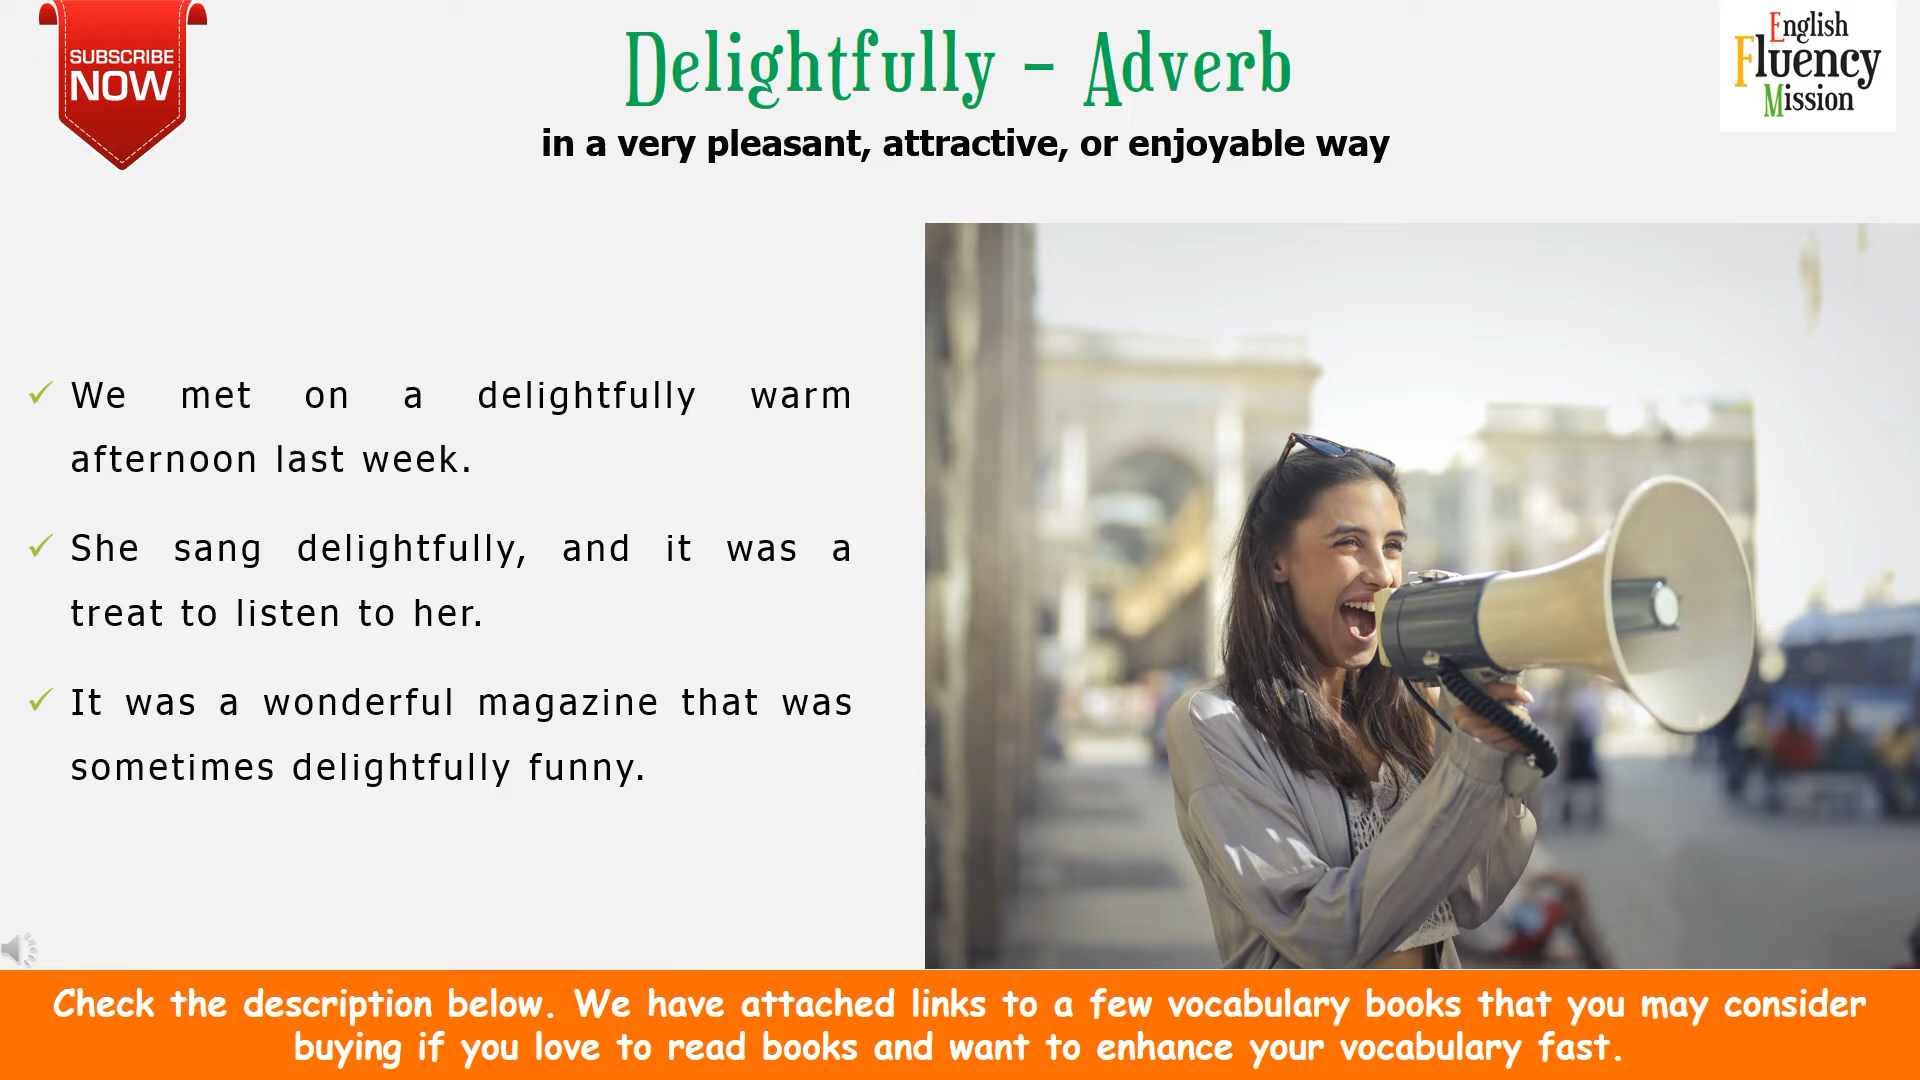 SUBSCRIBE
NOW
Delightfully - Adverb
in a very pleasant, attractive, or enjoyable way
English
Fluency
Mission
We met on a delightfully warm
afternoon last week.
She sang delightfully, and it was a
treat to listen to her.
It was a wonderful magazine that was
sometimes delightfully funny.
Check the description below. We have attached links to a few vocabulary books that you may consider
buying if you love to read books and want to enhance your vocabulary fast.